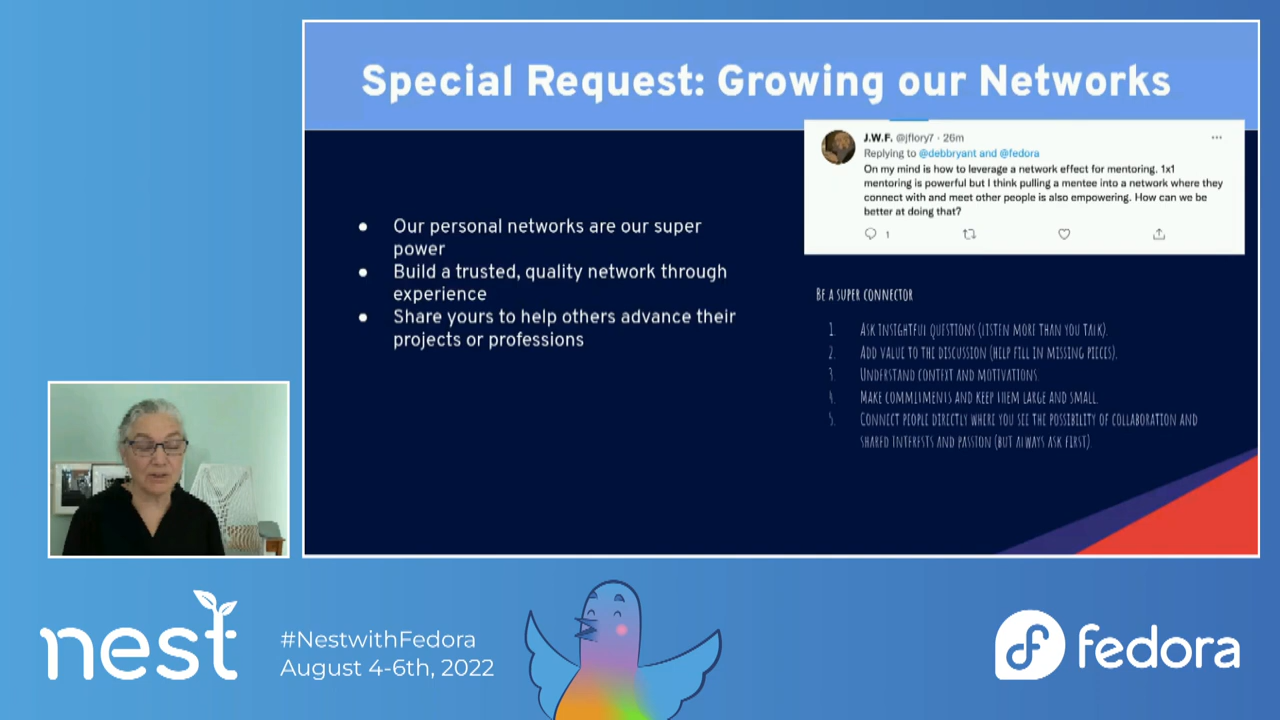 Special Request: Growing our Networks
● Our personal networks are our super
power
● Build a trusted, quality network through
experience
● Share yours to help others advance their
projects or professions
J.W.F. @jflory7 · 26m
Replying to @debbryant and @fedora
On my mind is how to leverage a network effect for mentoring. 1x1
mentoring is powerful but I think pulling a mentee into a network where they
connect with and meet other people is also empowering. How can we be
better at doing that?
1
BE A SUPER CONNECTOR
1. ASK INSIGHTFUL QUESTIONS (LISTEN MORE THAN YOU TALK).
2. ADD VALUE TO THE DISCUSSION (HELP FILL IN MISSING PIECES).
3. UNDERSTAND CONTEXT AND MOTIVATIONS.
4. MAKE COMMITMENTS AND KEEP THEM LARGE AND SMALL.
5. CONNECT PEOPLE DIRECTLY WHERE YOU SEE THE POSSIBILITY OF COLLABORATION AND
SHARED INTERESTS AND PASSION (BUT ALWAYS ASK FIRST).
nest
#NestwithFedora
August 4-6th, 2022
fedora